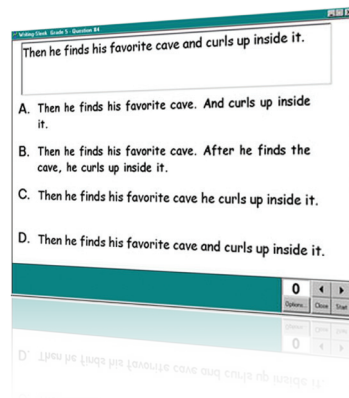 Writing Cloak Grade 5 - Question #4
Then he finds his favorite cave and curls up inside it.
A. Then he finds his favorite cave. And curls up inside
it.
B. Then he finds his favorite cave. After he finds the
cave, he curls up inside it.
C. Then he finds his favorite cave he curls up inside it.
D. Then he finds his favorite cave and curls up inside it.
0
Options... Close Start